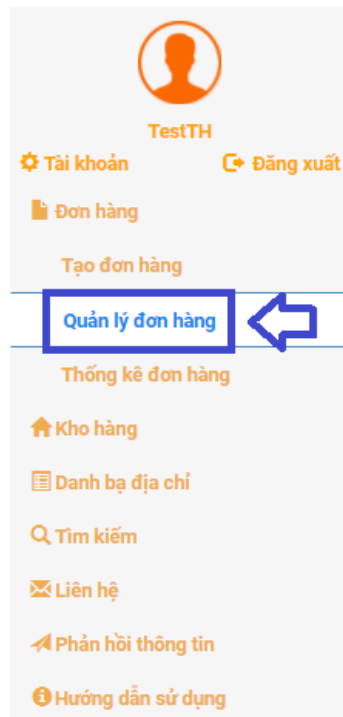 TestTH
Tài khoản Đăng xuất
Đơn hàng
Tạo đơn hàng
Quản lý đơn hàng
Thống kê đơn hàng
Kho hàng
Danh bạ địa chỉ
Tìm kiếm
Liên hệ
Phản hồi thông tin
Hướng dẫn sử dụng